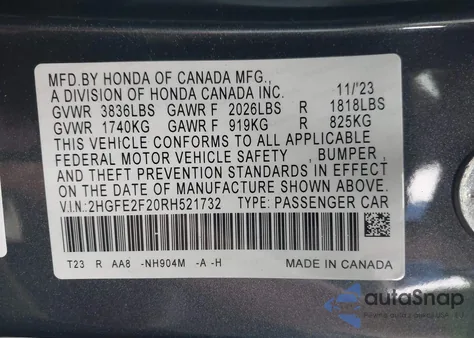 MFD.BY HONDA OF CANADA MFG.,
A DIVISION OF HONDA CANADA INC. 11/'23
GVWR 3836LBS GAWR F 2026LBS R 1818LBS
GVWR 1740KG GAWR F 919KG R 825KG
THIS VEHICLE CONFORMS TO ALL APPLICABLE
FEDERAL MOTOR VEHICLE SAFETY , BUMPER ,
AND THEFT PREVENTION STANDARDS IN EFFECT
ON THE DATE OF MANUFACTURE SHOWN ABOVE.
V.I.N: 2HGFE2F20RH521732 TYPE: PASSENGER CAR
T23 R AA8 -NH904M -A -H MADE IN CANADA
autoSnap